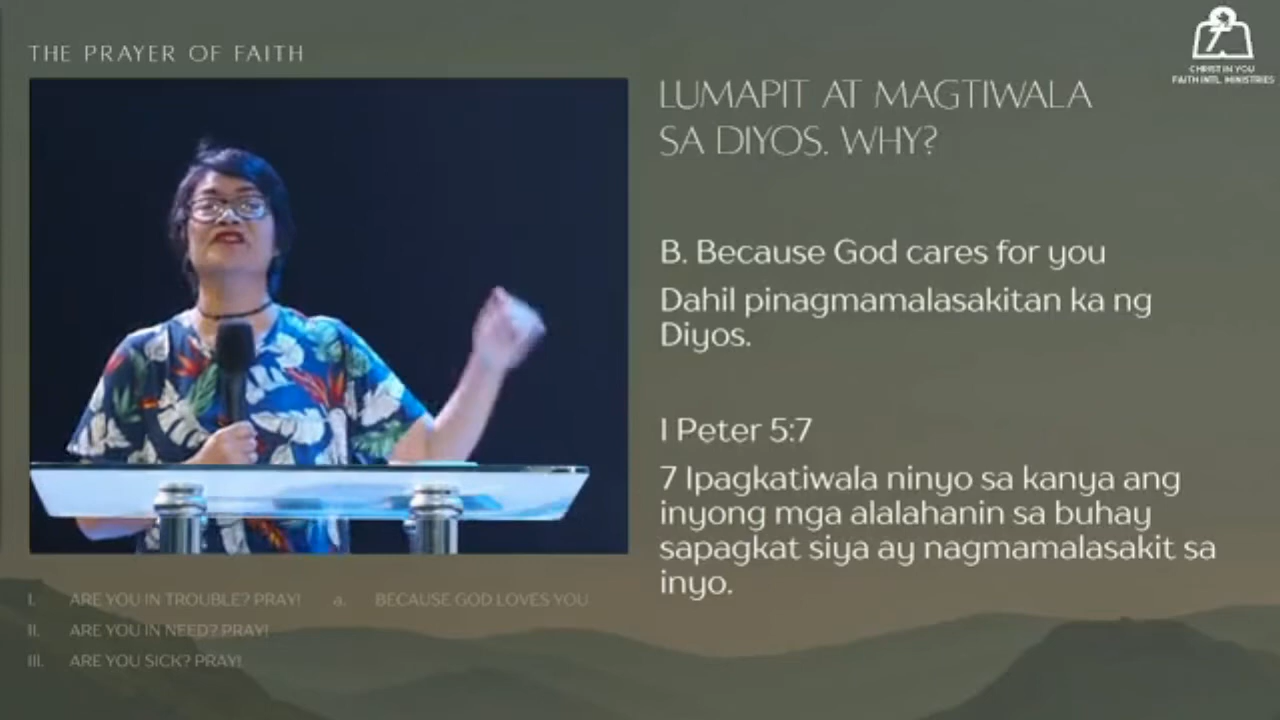 THE PRAYER OF FAITH
CHRIST IN YOU
FAITH INTL. MINISTRIES
LUMAPIT AT MAGTIWALA
SA DIYOS. WHY?
B. Because God cares for you
Dahil pinagmamalasakitan ka ng
Diyos.
I Peter 5:7
7 Ipagkatiwala ninyo sa kanya ang
inyong mga alalahanin sa buhay
sapagkat siya ay nagmamalasakit sa
inyo.
I. ARE YOU IN TROUBLE? PRAY! a. BECAUSE GOD LOVES YOU
II. ARE YOU IN NEED? PRAY!
III. ARE YOU SICK? PRAY!